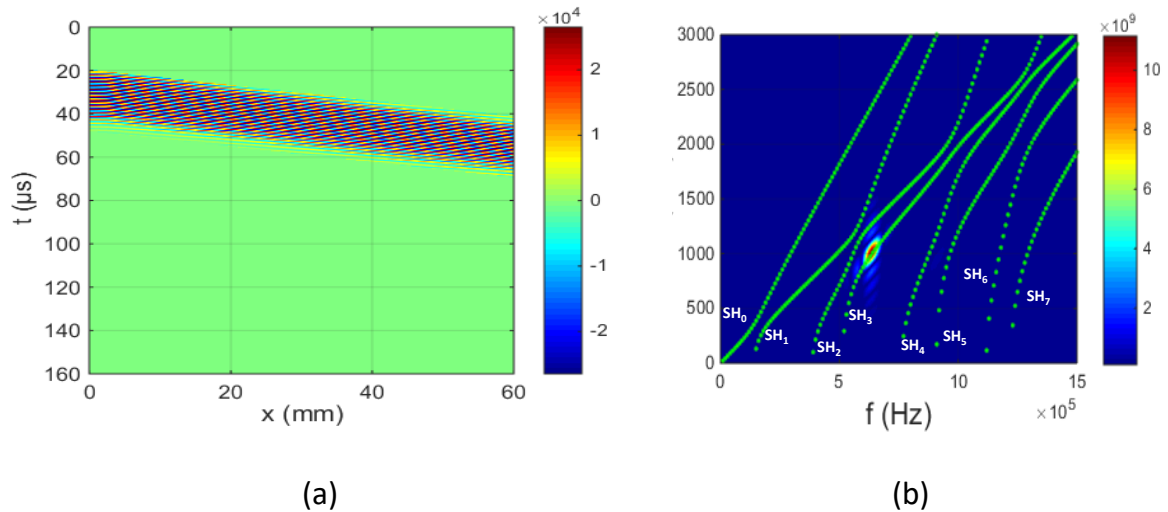 × 10^4
0
20
40
60
80
100
120
140
160
t (µs)
0
20
40
60
x (mm)
2
1
0
-1
-2
(a)
× 10^9
3000
2500
2000
1500
1000
500
0
SH₀
SH₁
SH₂
SH₃
SH₄
SH₅
SH₆
SH₇
0
5
10
15
f (Hz)
× 10^5
10
8
6
4
2
(b)